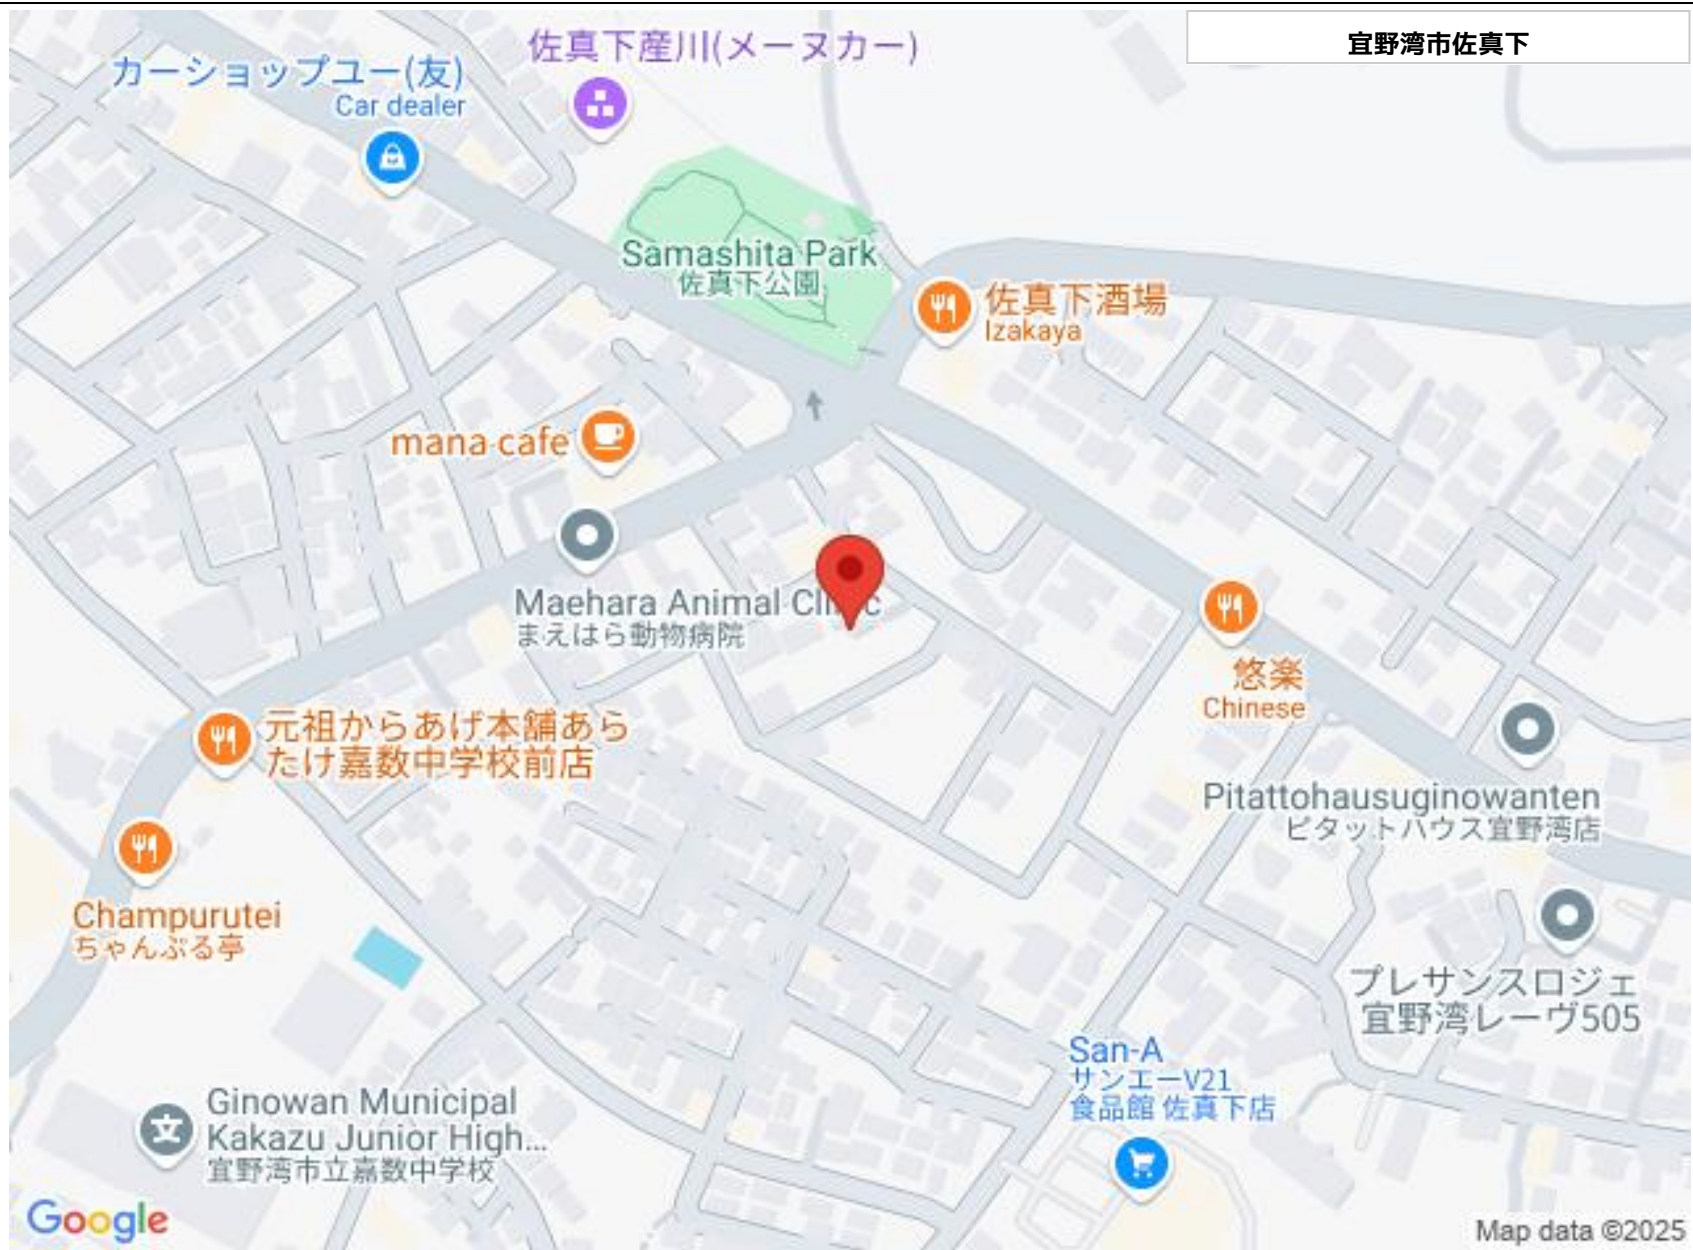 宜野湾市佐真下
佐真下産川(メーヌカー)
カーショップユー(友)
Car dealer
Samashita Park
佐真下公園
佐真下酒場
Izakaya
mana cafe
Maehara Animal Clinic
まえはら動物病院
悠楽
Chinese
元祖からあげ本舗あら
たけ嘉数中学校前店
Pitattohausuginowanten
ピタットハウス宜野湾店
Champurutei
ちゃんぷる亭
プレサンスロジェ
宜野湾レーヴ505
San-A
サンエーV21
食品館 佐真下店
Ginowan Municipal
Kakazu Junior High...
宜野湾市立嘉数中学校
文
Google
Map data ©2025